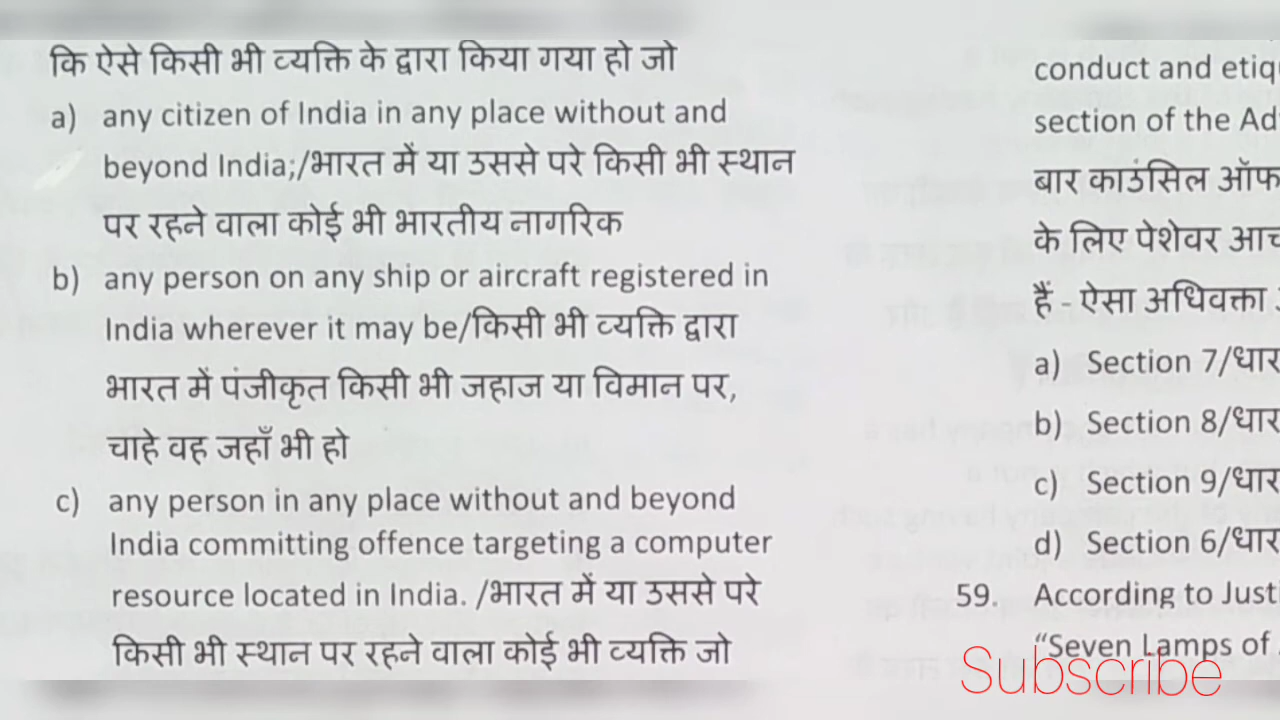 कि ऐसे किसी भी व्यक्ति के द्वारा किया गया हो जो
a) any citizen of India in any place without and
beyond India;/भारत में या उससे परे किसी भी स्थान
पर रहने वाला कोई भी भारतीय नागरिक
b) any person on any ship or aircraft registered in
India wherever it may be/किसी भी व्यक्ति द्वारा
भारत में पंजीकृत किसी भी जहाज या विमान पर,
चाहे वह जहाँ भी हो
c) any person in any place without and beyond
India committing offence targeting a computer
resource located in India. /भारत में या उससे परे
किसी भी स्थान पर रहने वाला कोई भी व्यक्ति जो
conduct and
section of the
बार काउंसिल ऑफ
के लिए पेशेवर
हैं - ऐसा अधिवक्ता
a) Section 7/
b) Section 8/
c) Section 9/
d) Section 6/
59. According to
“Seven Lamps of
Subscribe